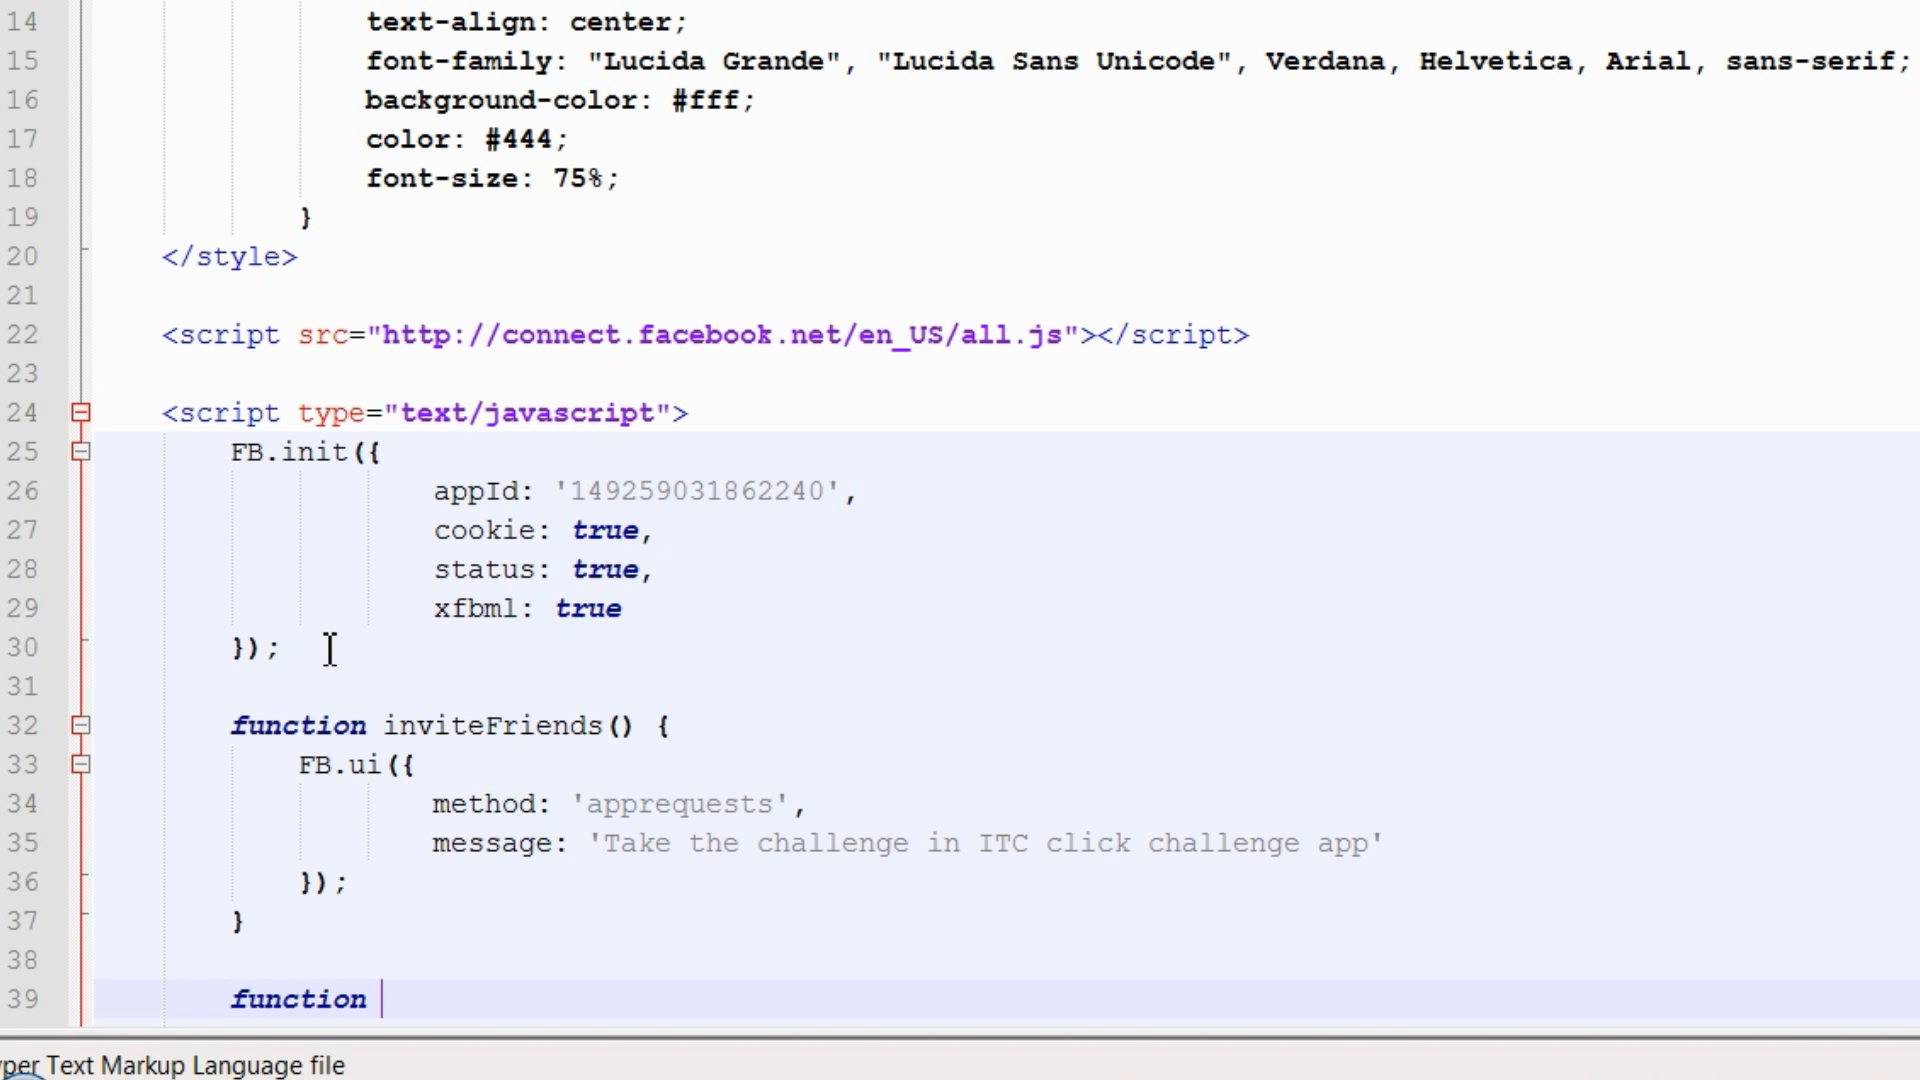 14 text-align: center;
15 font-family: "Lucida Grande", "Lucida Sans Unicode", Verdana, Helvetica, Arial, sans-serif;
16 background-color: #fff;
17 color: #444;
18 font-size: 75%;
19 }
20 </style>
21
22 <script src="http://connect.facebook.net/en_US/all.js"></script>
23
24 <script type="text/javascript">
25 FB.init({
26 appId: '149259031862240',
27 cookie: true,
28 status: true,
29 xfbml: true
30 });
31
32 function inviteFriends() {
33 FB.ui({
34 method: 'apprequests',
35 message: 'Take the challenge in ITC click challenge app'
36 });
37 }
38
39 function
yper Text Markup Language file